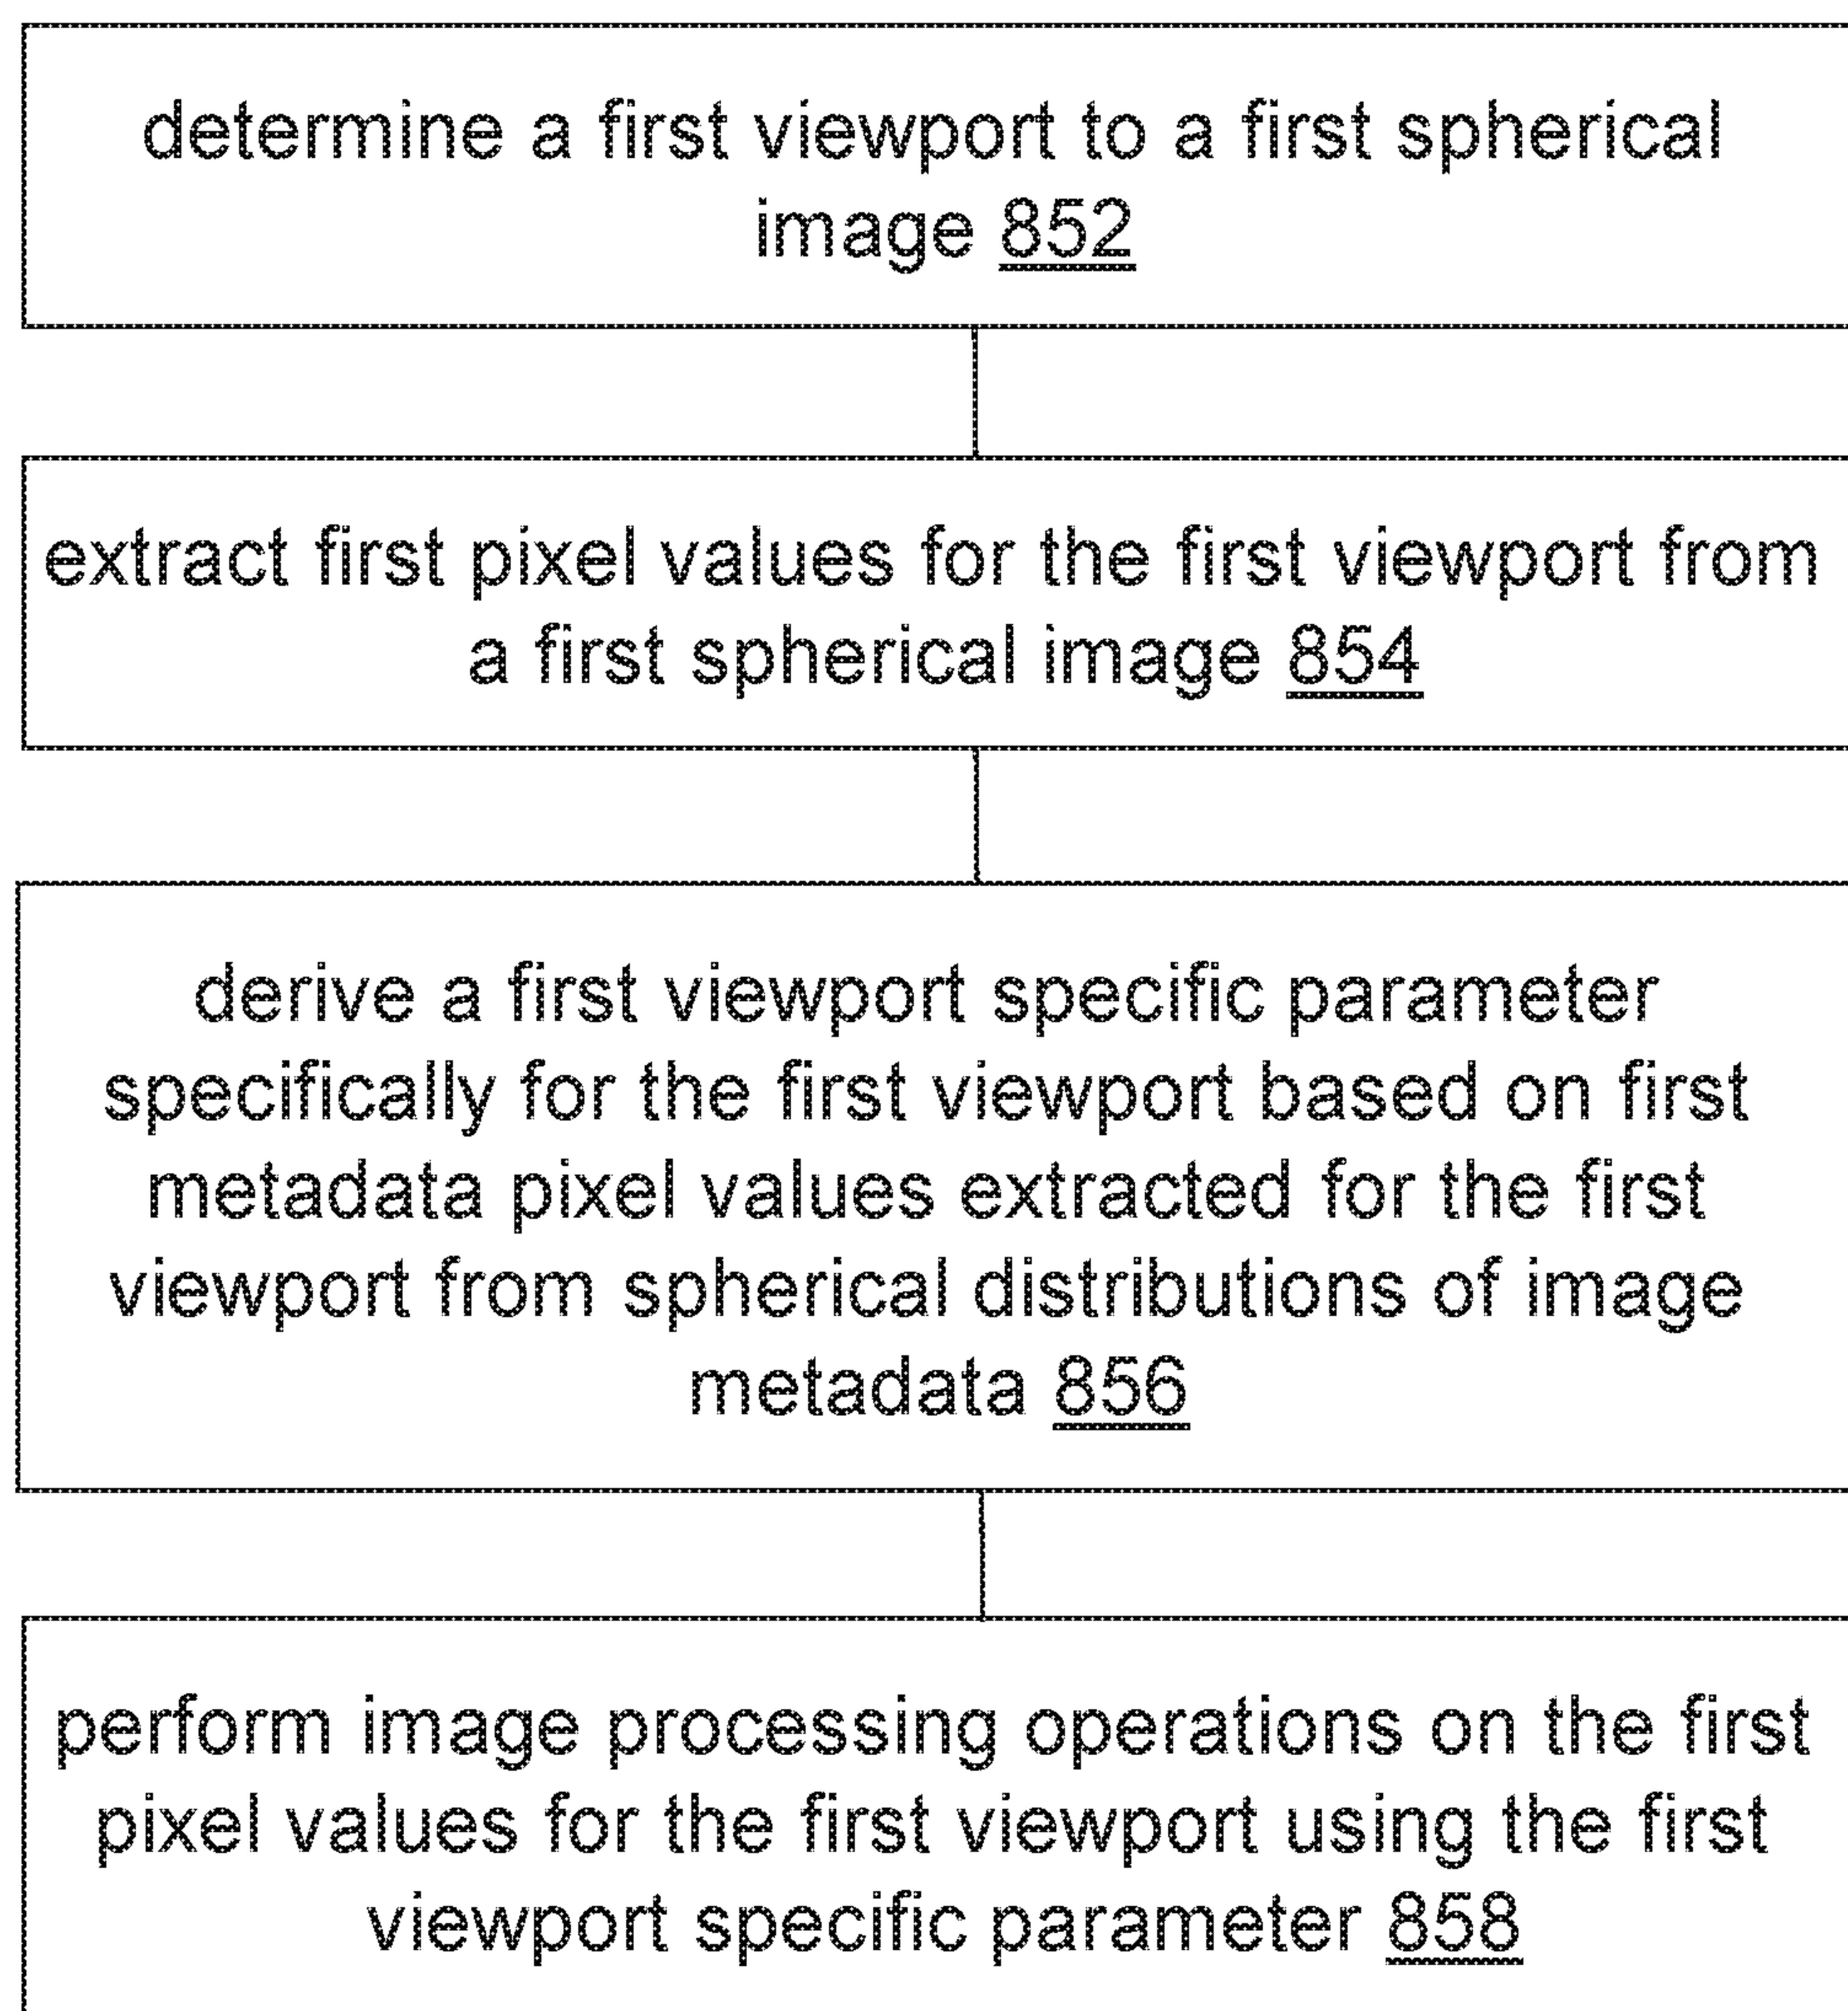 determine a first viewport to a first spherical
image 852
extract first pixel values for the first viewport from
a first spherical image 854
derive a first viewport specific parameter
specifically for the first viewport based on first
metadata pixel values extracted for the first
viewport from spherical distributions of image
metadata 856
perform image processing operations on the first
pixel values for the first viewport using the first
viewport specific parameter 858